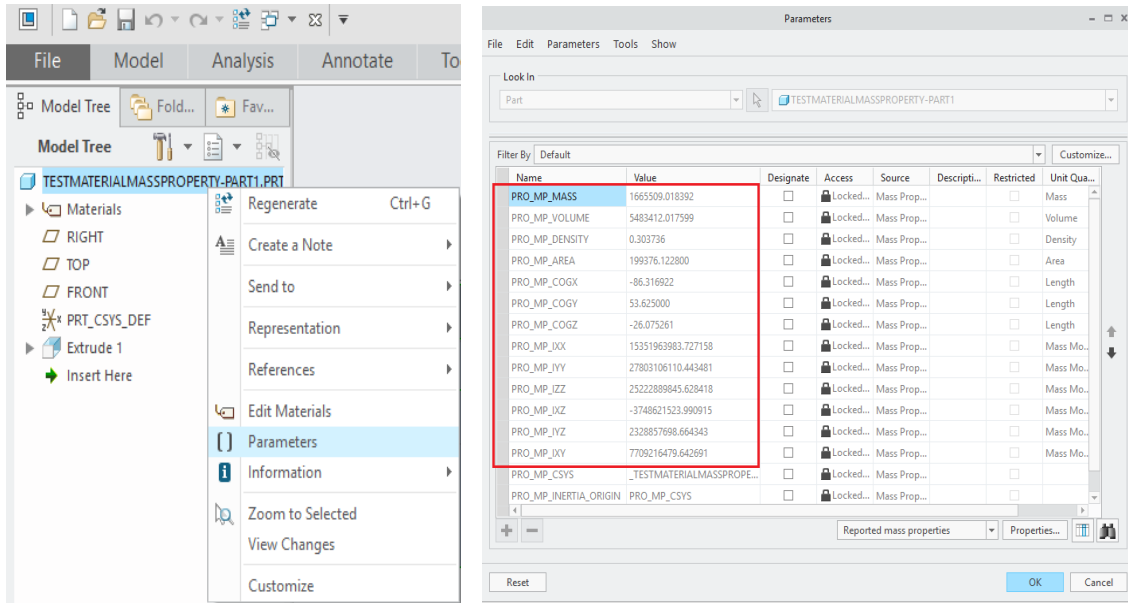 File Model Analysis Annotate To
Model Tree Fold... Fav...
Model Tree
TESTMATERIALMASSPROPERTY-PART1.PRT
Materials
RIGHT
TOP
FRONT
PRT_CSYS_DEF
Extrude 1
Insert Here
Regenerate Ctrl+G
Create a Note
Send to
Representation
References
Edit Materials
Parameters
Information
Zoom to Selected
View Changes
Customize
Parameters
File Edit Parameters Tools Show
Look In
Part TESTMATERIALMASSPROPERTY-PART1
Filter By Default Customize...
Name Value Designate Access Source Descripti... Restricted Unit Qua...
PRO_MP_MASS 1665509.018392 Locked... Mass Prop... Mass
PRO_MP_VOLUME 5483412.017599 Locked... Mass Prop... Volume
PRO_MP_DENSITY 0.303736 Locked... Mass Prop... Density
PRO_MP_AREA 199376.122800 Locked... Mass Prop... Area
PRO_MP_COGX -86.316922 Locked... Mass Prop... Length
PRO_MP_COGY 53.625000 Locked... Mass Prop... Length
PRO_MP_COGZ -26.075261 Locked... Mass Prop... Length
PRO_MP_IXX 15351963983.727158 Locked... Mass Prop... Mass Mo..
PRO_MP_IYY 27803106110.443481 Locked... Mass Prop... Mass Mo..
PRO_MP_IZZ 25222889845.628418 Locked... Mass Prop... Mass Mo..
PRO_MP_IXZ -3748621523.990915 Locked... Mass Prop... Mass Mo..
PRO_MP_IYZ 2328857698.664343 Locked... Mass Prop... Mass Mo..
PRO_MP_IXY 7709216479.642691 Locked... Mass Prop... Mass Mo..
PRO_MP_CSYS _TESTMATERIALMASSPROPE... Locked... Mass Prop...
PRO_MP_INERTIA_ORIGIN PRO_MP_CSYS Locked... Mass Prop...
Reported mass properties Properties...
Reset OK Cancel